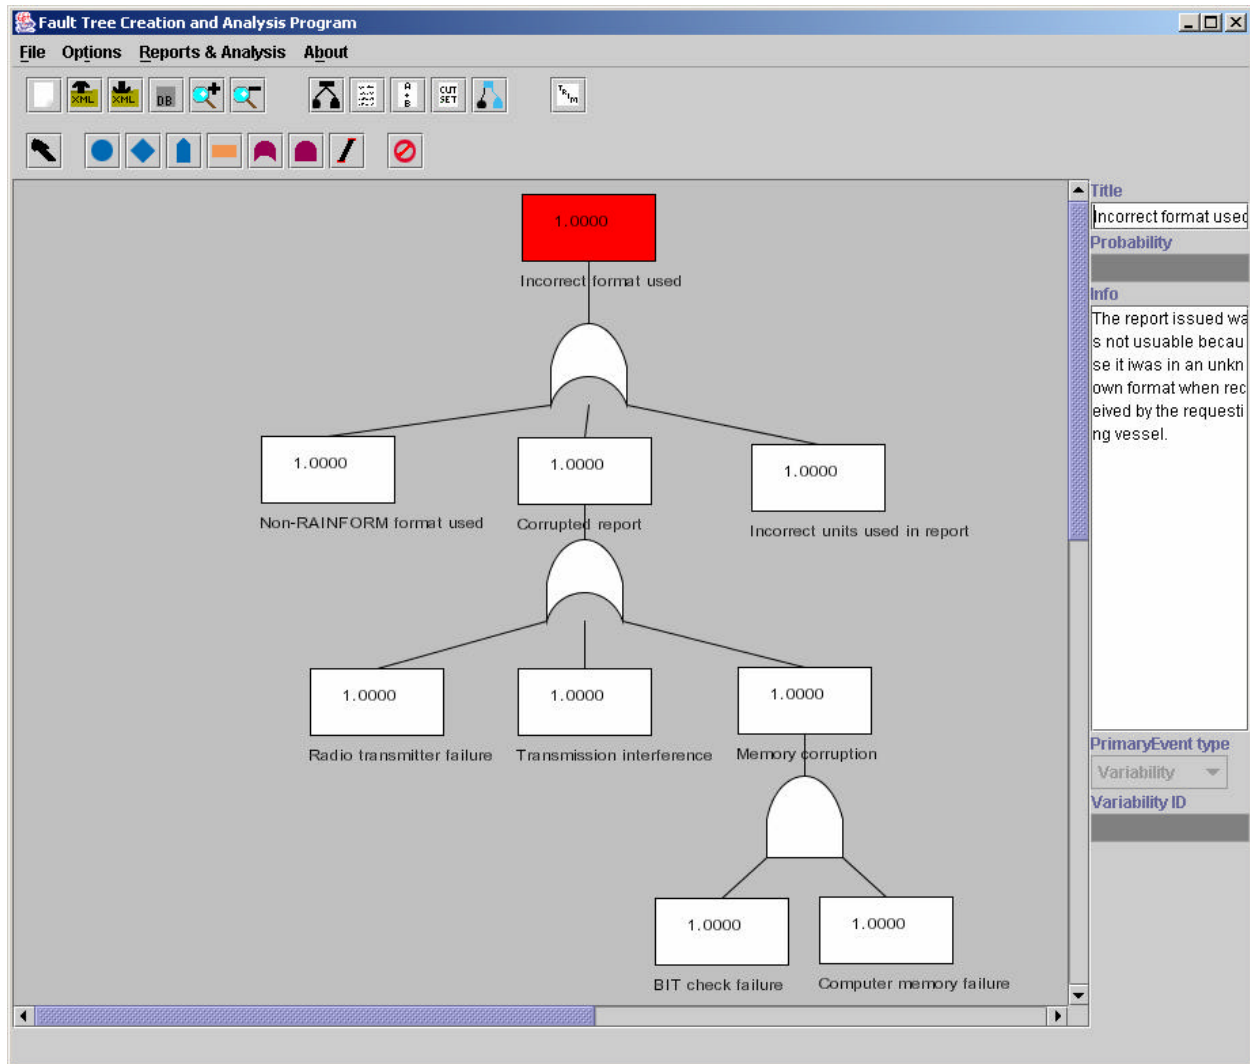 Fault Tree Creation and Analysis Program
File Options Reports & Analysis About
XML XML DB A + B CUT SET TRIM
Title
Incorrect format used
Probability
Info
The report issued wa
s not usuable becau
se it iwas in an unkn
own format when rec
eived by the requesti
ng vessel.
PrimaryEvent type
Variability
Variability ID
1.0000
Incorrect format used
1.0000
1.0000
1.0000
Non-RAINFORM format used
Corrupted report
Incorrect units used in report
1.0000
1.0000
1.0000
Radio transmitter failure
Transmission interference
Memory corruption
1.0000
1.0000
BIT check failure
Computer memory failure